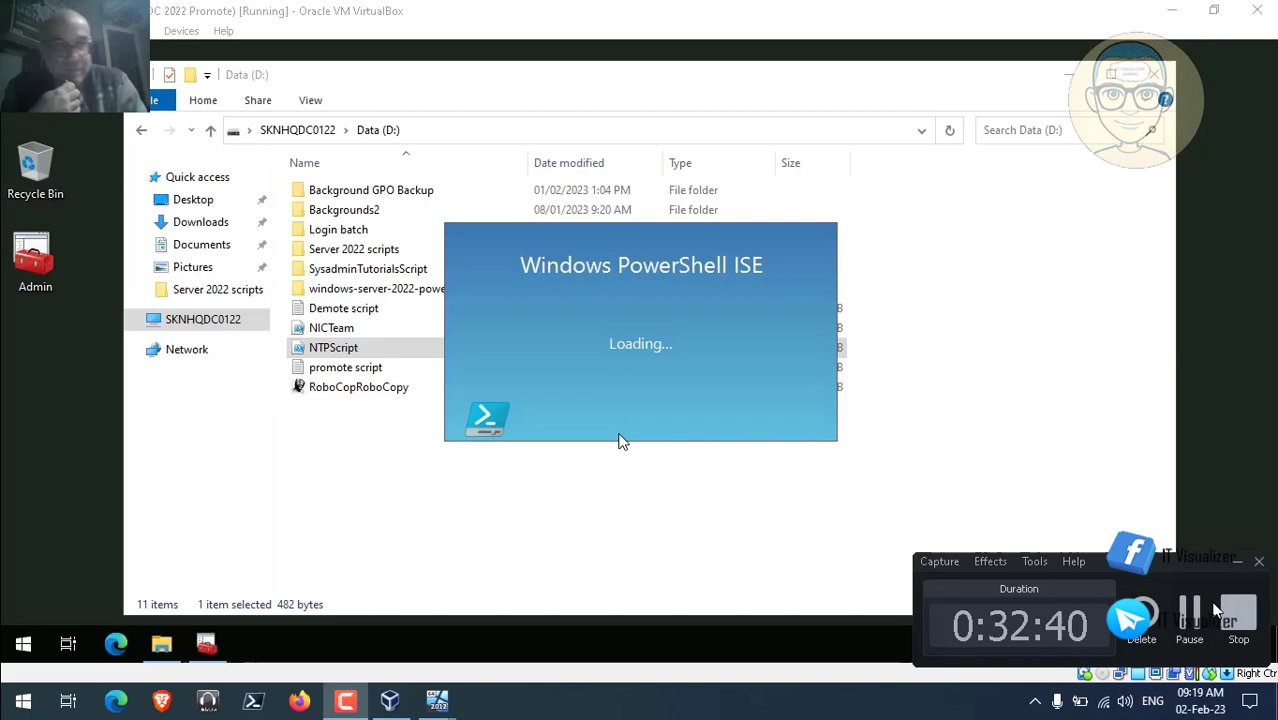 DC 2022 Promote) [Running] - Oracle VM VirtualBox
Devices Help
Data (D:)
Home Share View
SKNHQDC0122 > Data (D:)
Search Data (D:)
Name Date modified Type Size
Quick access
Desktop
Downloads
Documents
Pictures
Server 2022 scripts
SKNHQDC0122
Network
Recycle Bin
Admin
Background GPO Backup 01/02/2023 1:04 PM File folder
Backgrounds2 08/01/2023 9:20 AM File folder
Login batch
Server 2022 scripts
SysadminTutorialsScript
windows-server-2022-powe
Demote script
NICTeam
NTPScript
promote script
RoboCopRoboCopy
Windows PowerShell ISE
Loading...
11 items 1 item selected 482 bytes
IT Visualizer
Capture Effects Tools Help
Duration
0:32:40
Delete Pause Stop
Right Ctr
ENG
09:19 AM
02-Feb-23